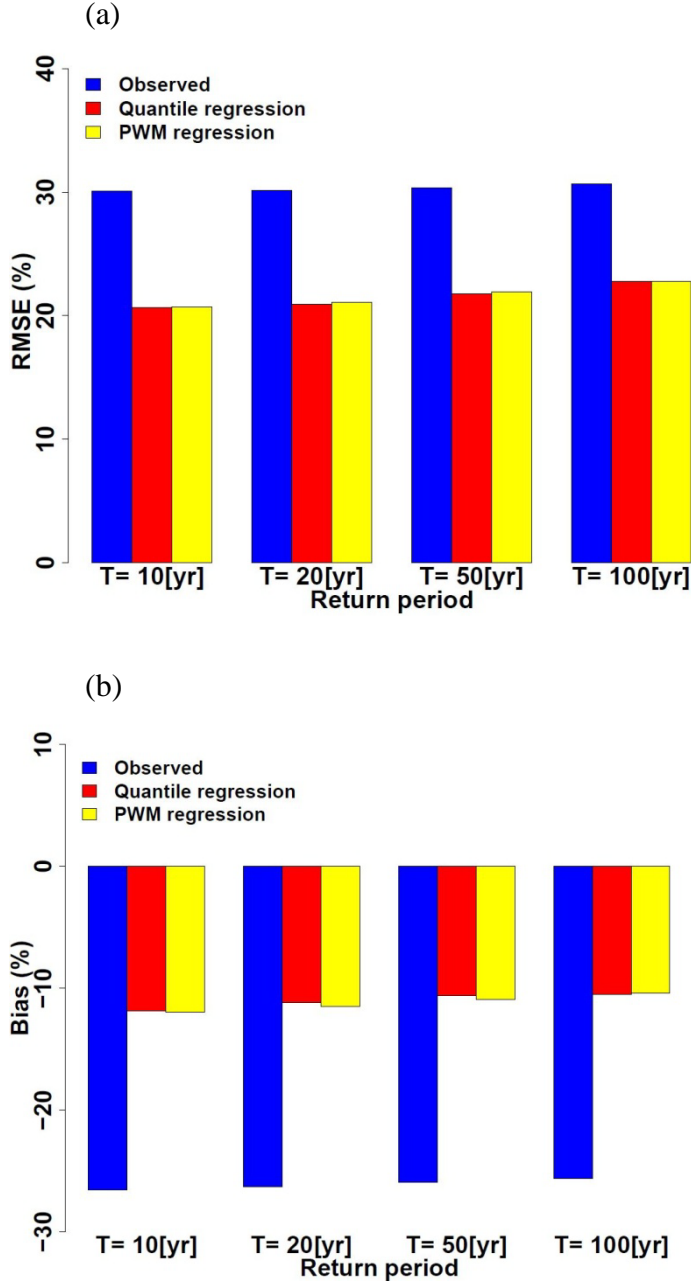 (a)
40
30
20
10
0
RMSE (%)
Observed
Quantile regression
PWM regression
T= 10[yr] T= 20[yr] T= 50[yr] T= 100[yr]
Return period
(b)
10
0
−10
−20
−30
Bias (%)
Observed
Quantile regression
PWM regression
T= 10[yr] T= 20[yr] T= 50[yr] T= 100[yr]
Return period